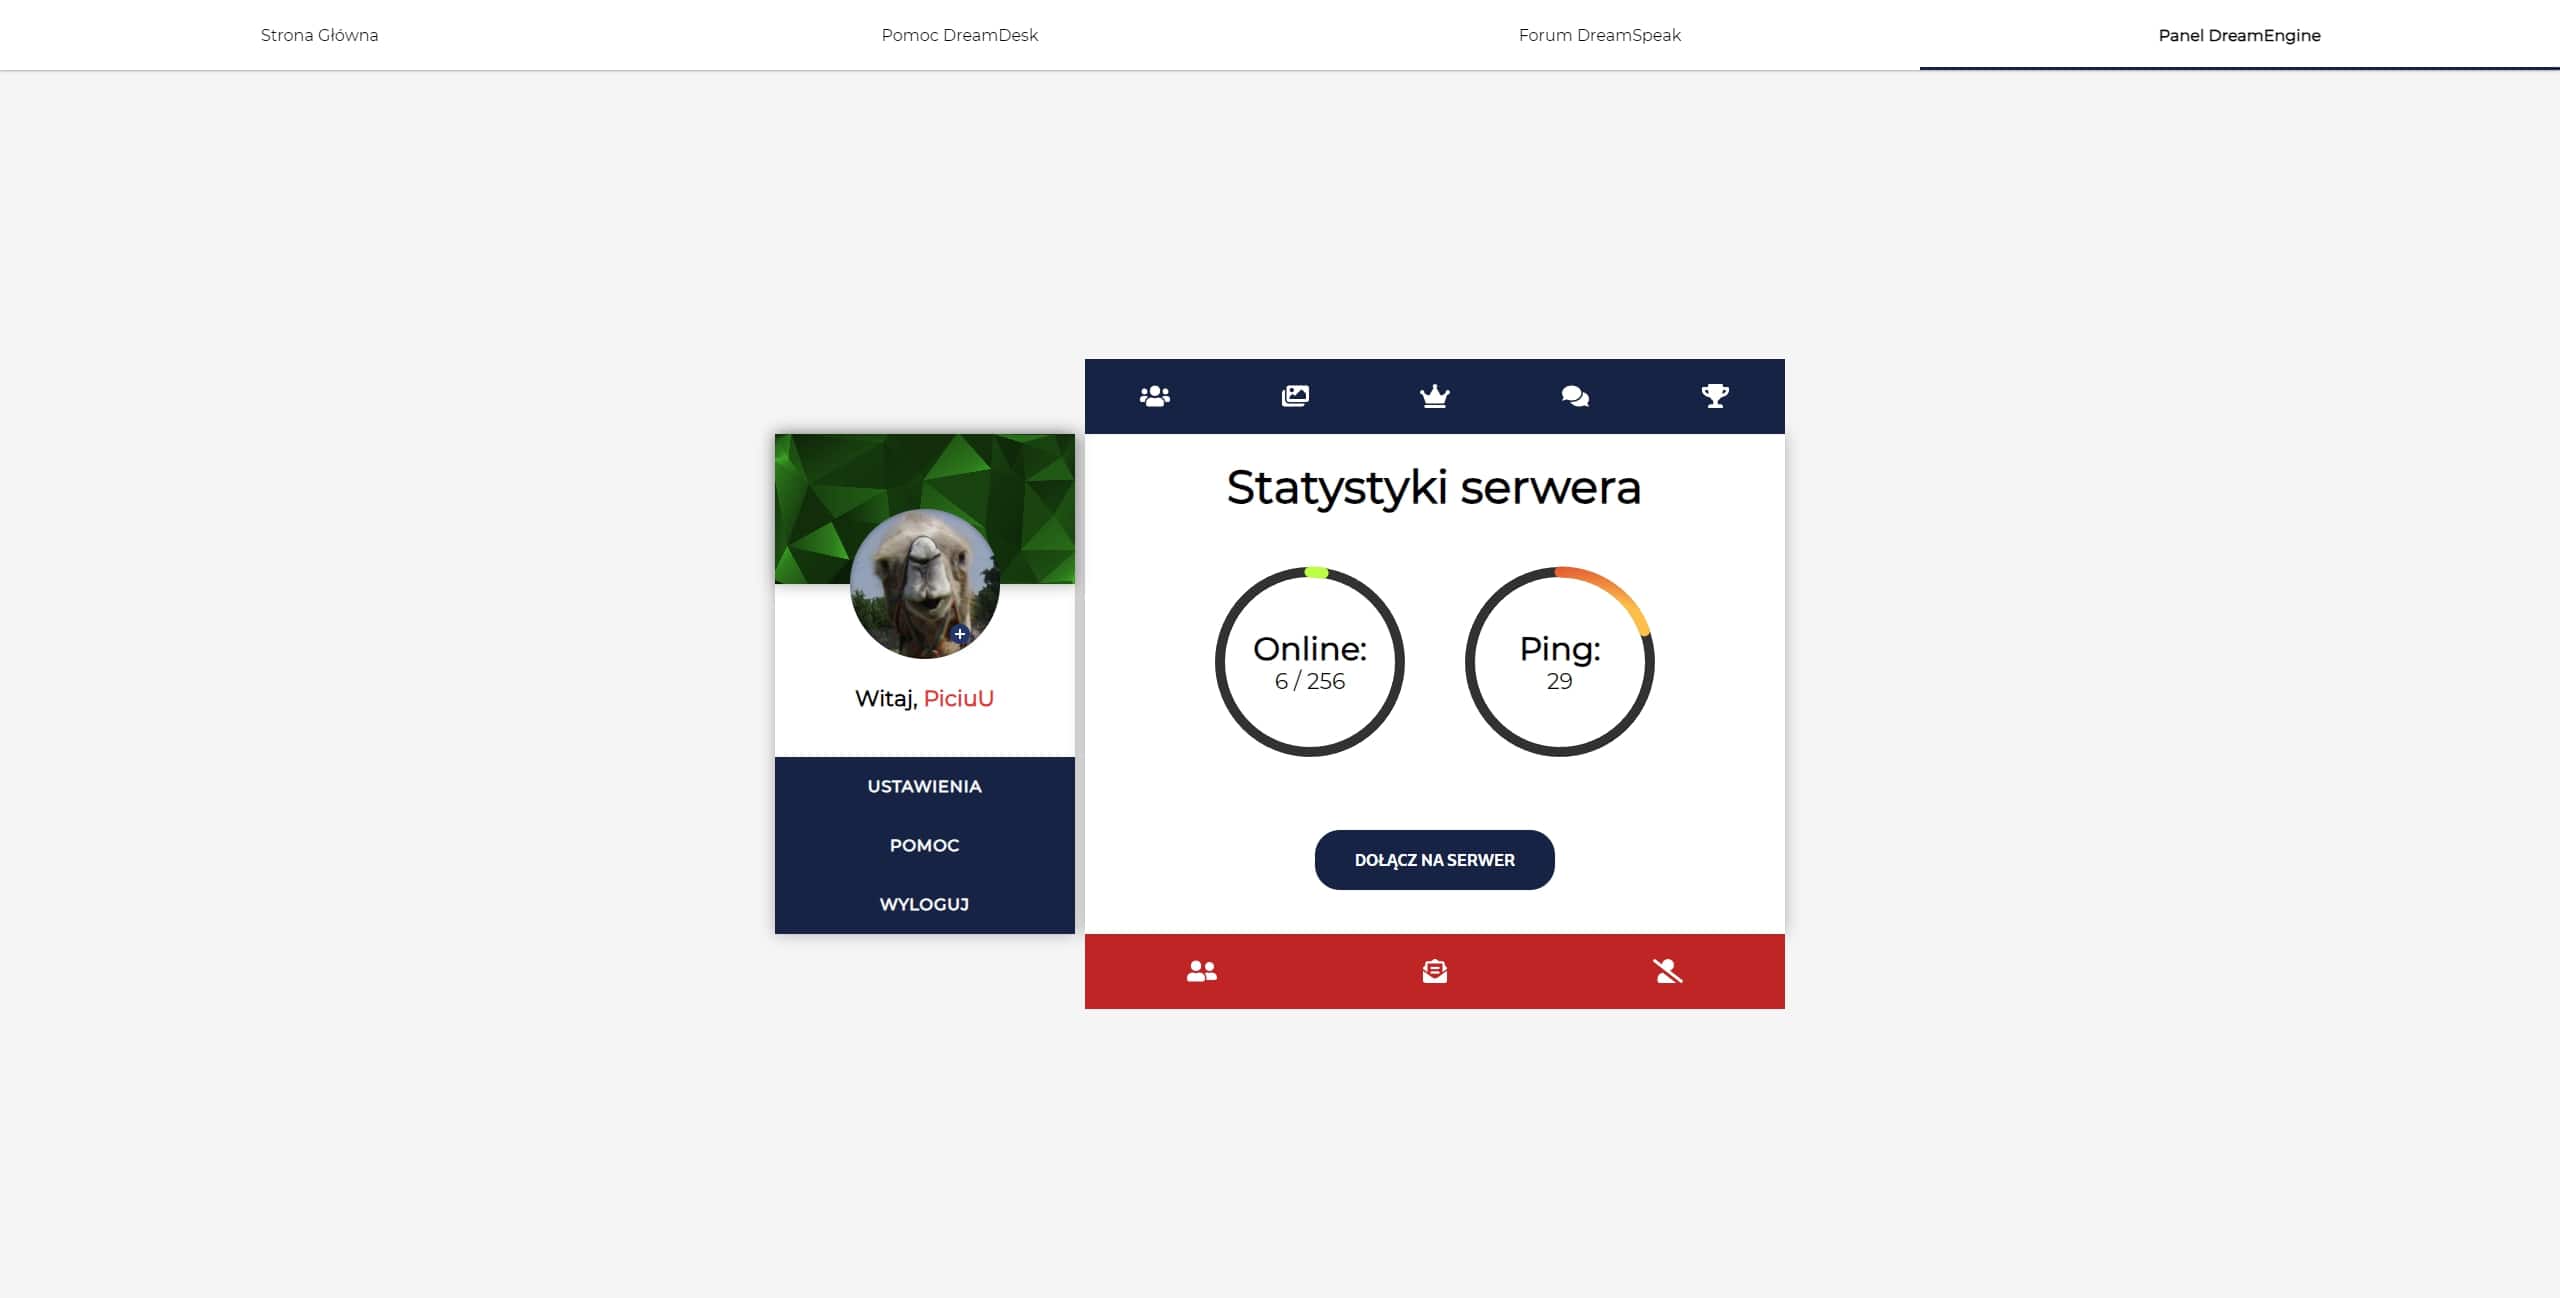 Strona Główna
Pomoc DreamDesk
Forum DreamSpeak
Panel DreamEngine
Witaj, PiciuU
USTAWIENIA
POMOC
WYLOGUJ
Statystyki serwera
Online:
6 / 256
Ping:
29
DOŁĄCZ NA SERWER